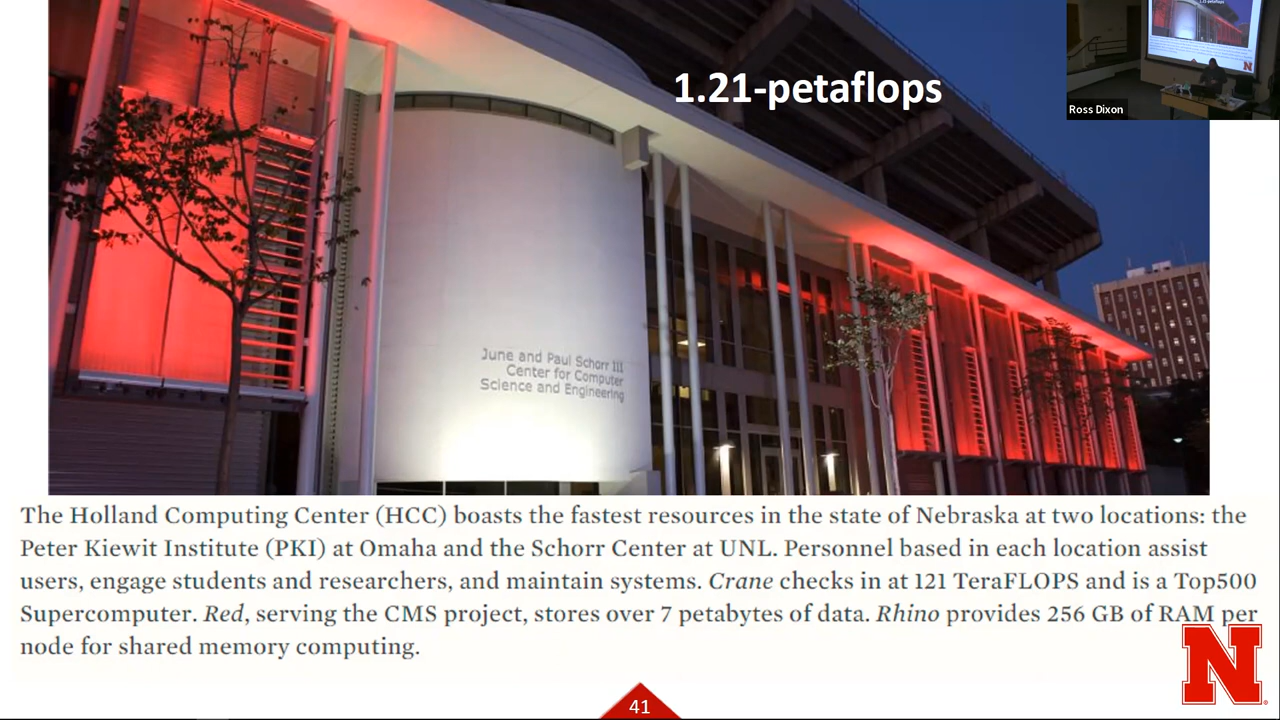 1.21-petaflops
Ross Dixon
June and Paul Schorr III
Center for Computer
Science and Engineering
The Holland Computing Center (HCC) boasts the fastest resources in the state of Nebraska at two locations: the
Peter Kiewit Institute (PKI) at Omaha and the Schorr Center at UNL. Personnel based in each location assist
users, engage students and researchers, and maintain systems. Crane checks in at 121 TeraFLOPS and is a Top500
Supercomputer. Red, serving the CMS project, stores over 7 petabytes of data. Rhino provides 256 GB of RAM per
node for shared memory computing.
N
41